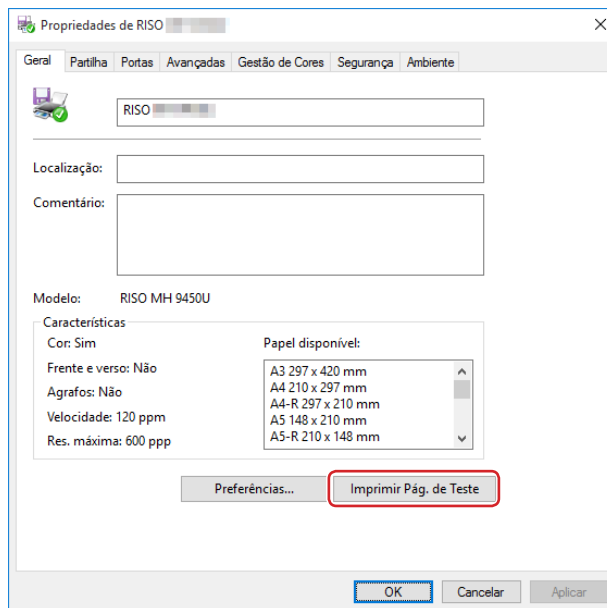 Propriedades de RISO
Geral Partilha Portas Avançadas Gestão de Cores Segurança Ambiente
RISO
Localização:
Comentário:
Modelo: RISO MH 9450U
Características
Cor: Sim
Frente e verso: Não
Agrafos: Não
Velocidade: 120 ppm
Res. máxima: 600 ppp
Papel disponível:
A3 297 x 420 mm
A4 210 x 297 mm
A4-R 297 x 210 mm
A5 148 x 210 mm
A5-R 210 x 148 mm
Preferências... Imprimir Pág. de Teste
OK Cancelar Aplicar